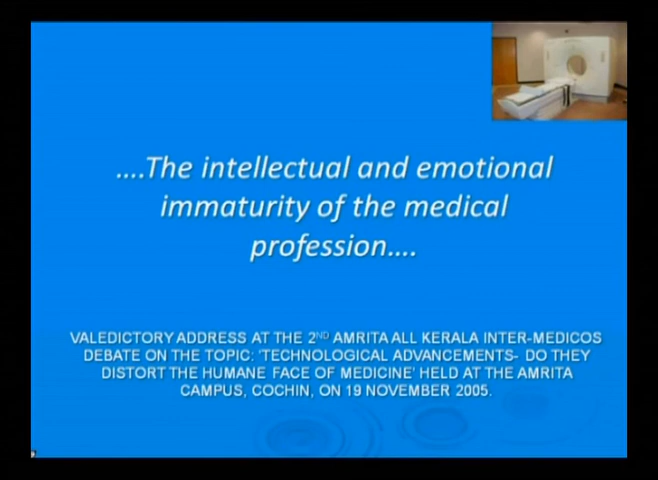 ....The intellectual and emotional
immaturity of the medical
profession....
VALEDICTORY ADDRESS AT THE 2ND AMRITA ALL KERALA INTER-MEDICOS
DEBATE ON THE TOPIC: 'TECHNOLOGICAL ADVANCEMENTS- DO THEY
DISTORT THE HUMANE FACE OF MEDICINE' HELD AT THE AMRITA
CAMPUS, COCHIN, ON 19 NOVEMBER 2005.